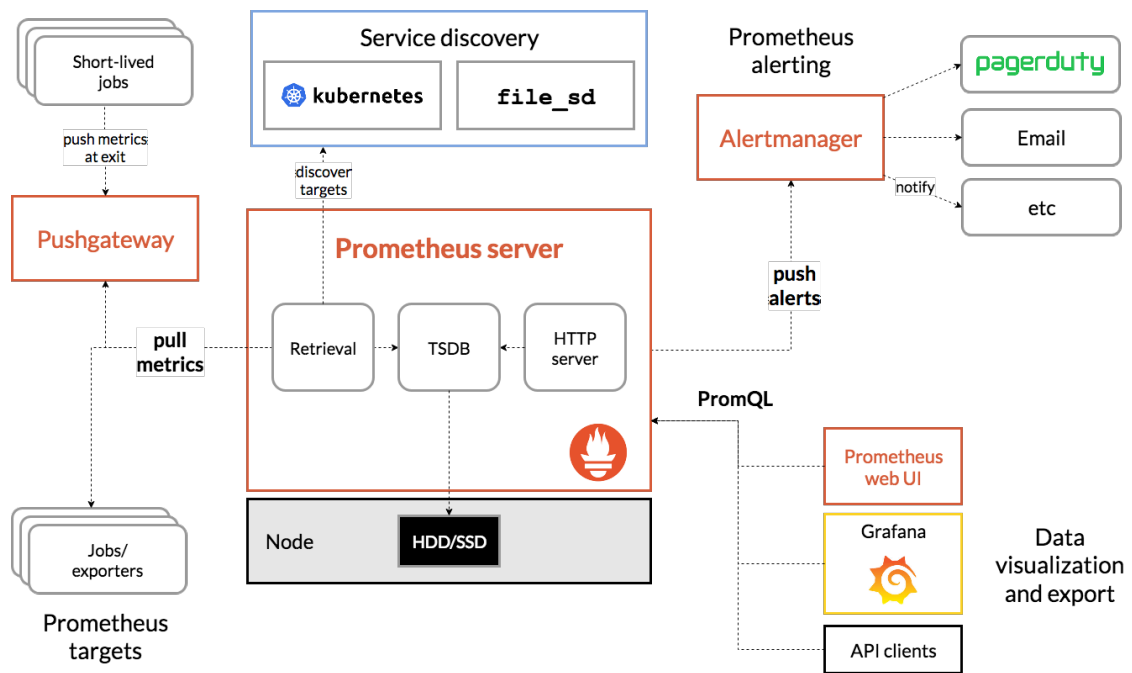 Short-lived
jobs
push metrics
at exit
Pushgateway
pull
metrics
Jobs/
exporters
Prometheus
targets
Service discovery
kubernetes
file_sd
discover
targets
Prometheus server
Retrieval
TSDB
HTTP
server
Node
HDD/SSD
Prometheus
alerting
Alertmanager
pagerduty
Email
notify
etc
push
alerts
PromQL
Prometheus
web UI
Grafana
API clients
Data
visualization
and export